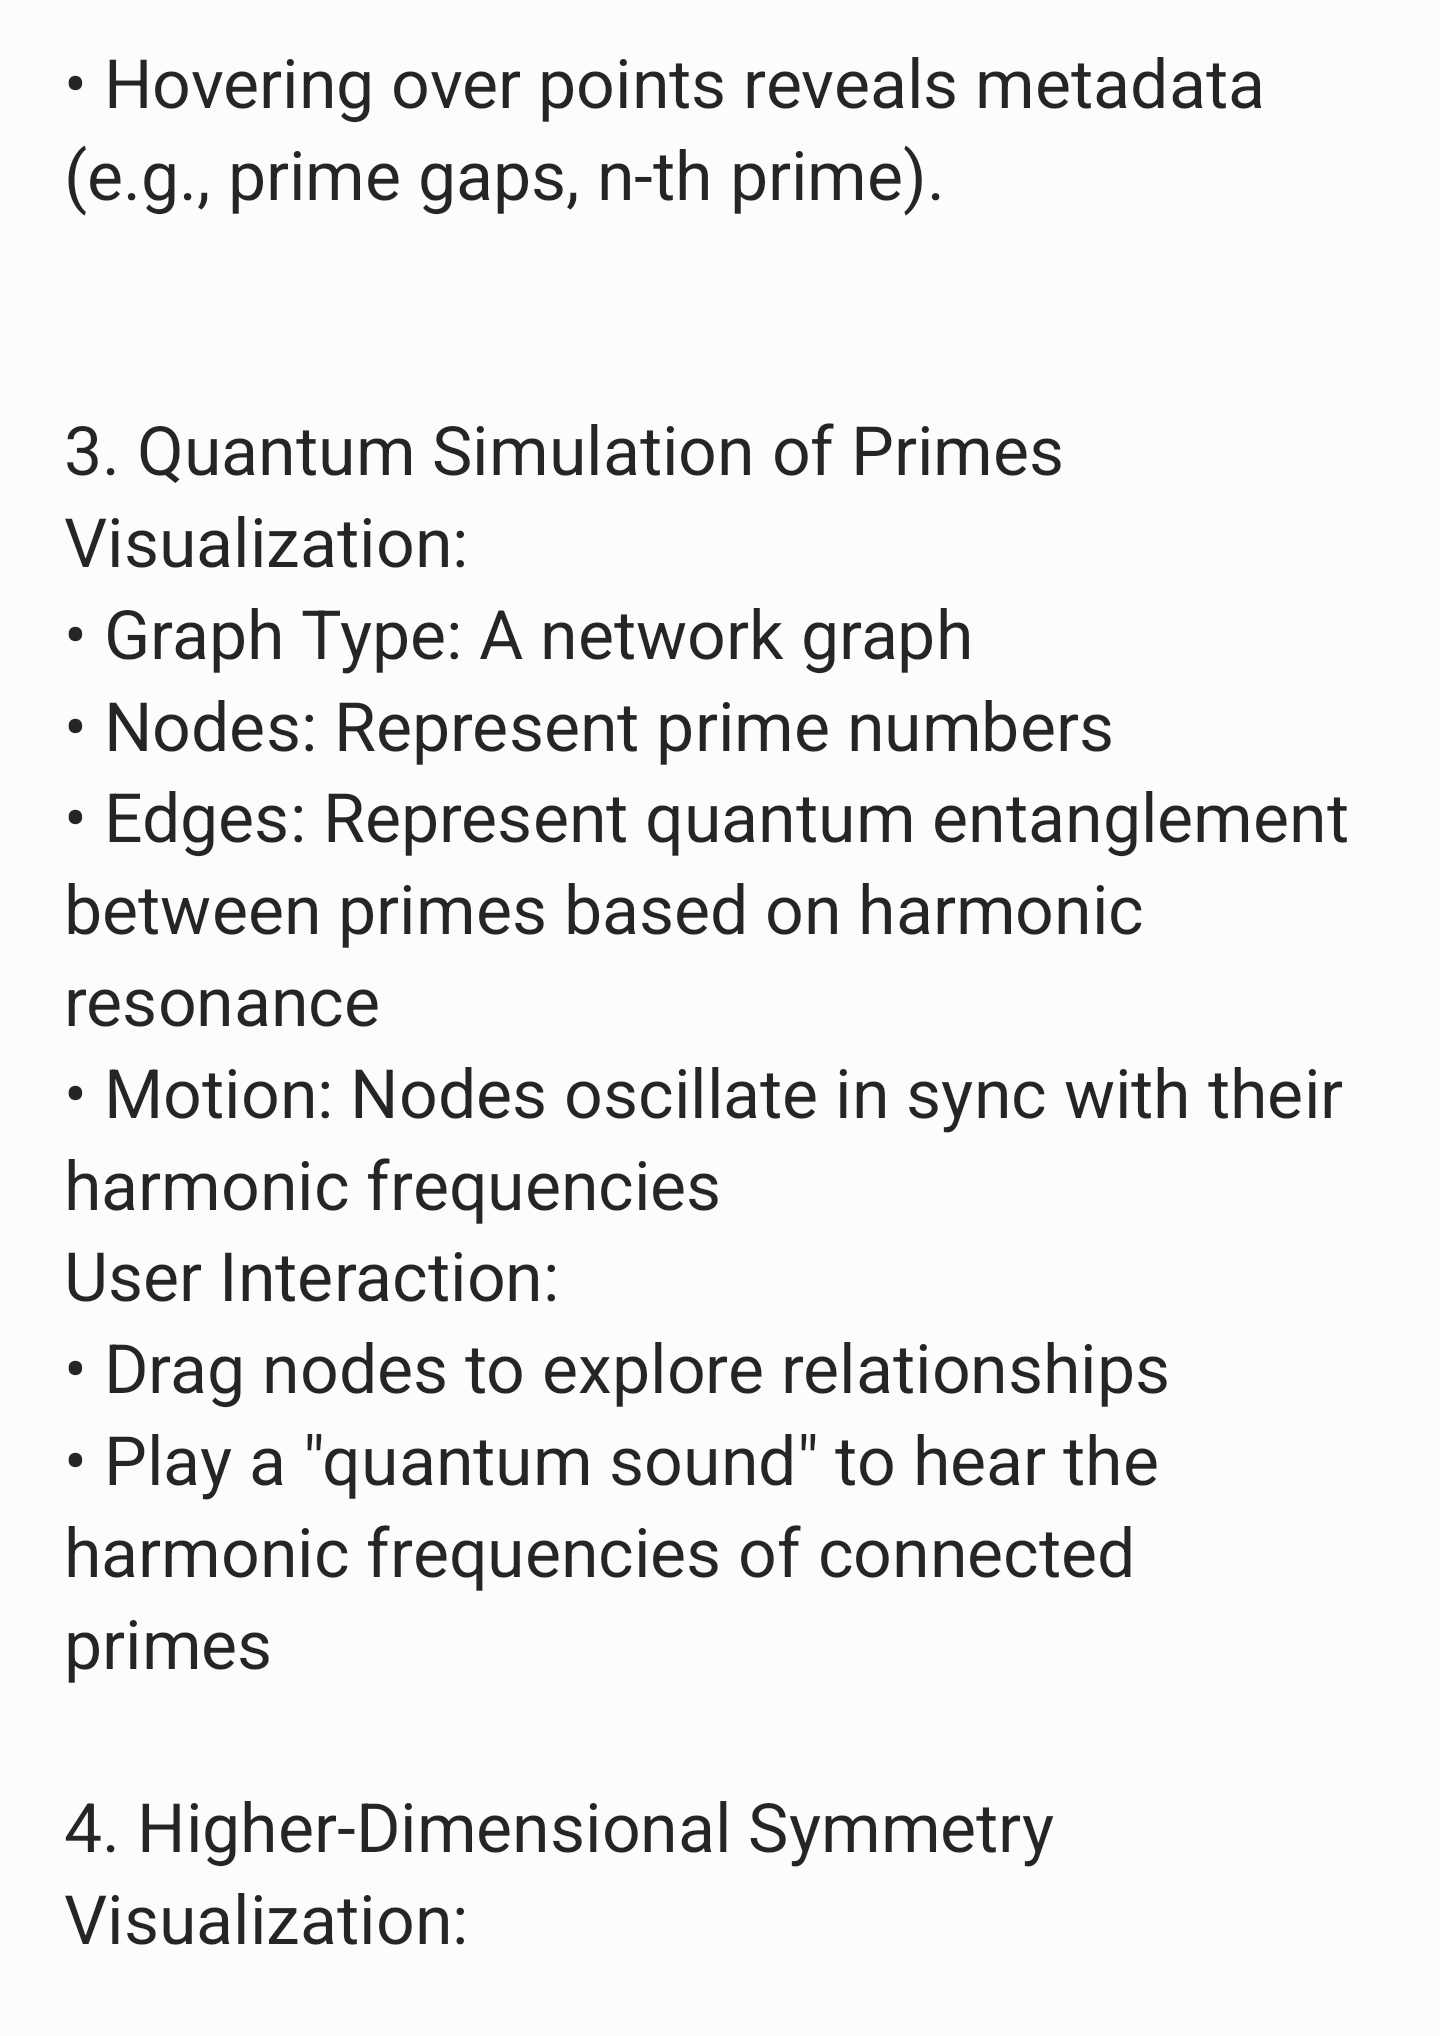 • Hovering over points reveals metadata
(e.g., prime gaps, n-th prime).
3. Quantum Simulation of Primes
Visualization:
• Graph Type: A network graph
• Nodes: Represent prime numbers
• Edges: Represent quantum entanglement
between primes based on harmonic
resonance
• Motion: Nodes oscillate in sync with their
harmonic frequencies
User Interaction:
• Drag nodes to explore relationships
• Play a "quantum sound" to hear the
harmonic frequencies of connected
primes
4. Higher-Dimensional Symmetry
Visualization: